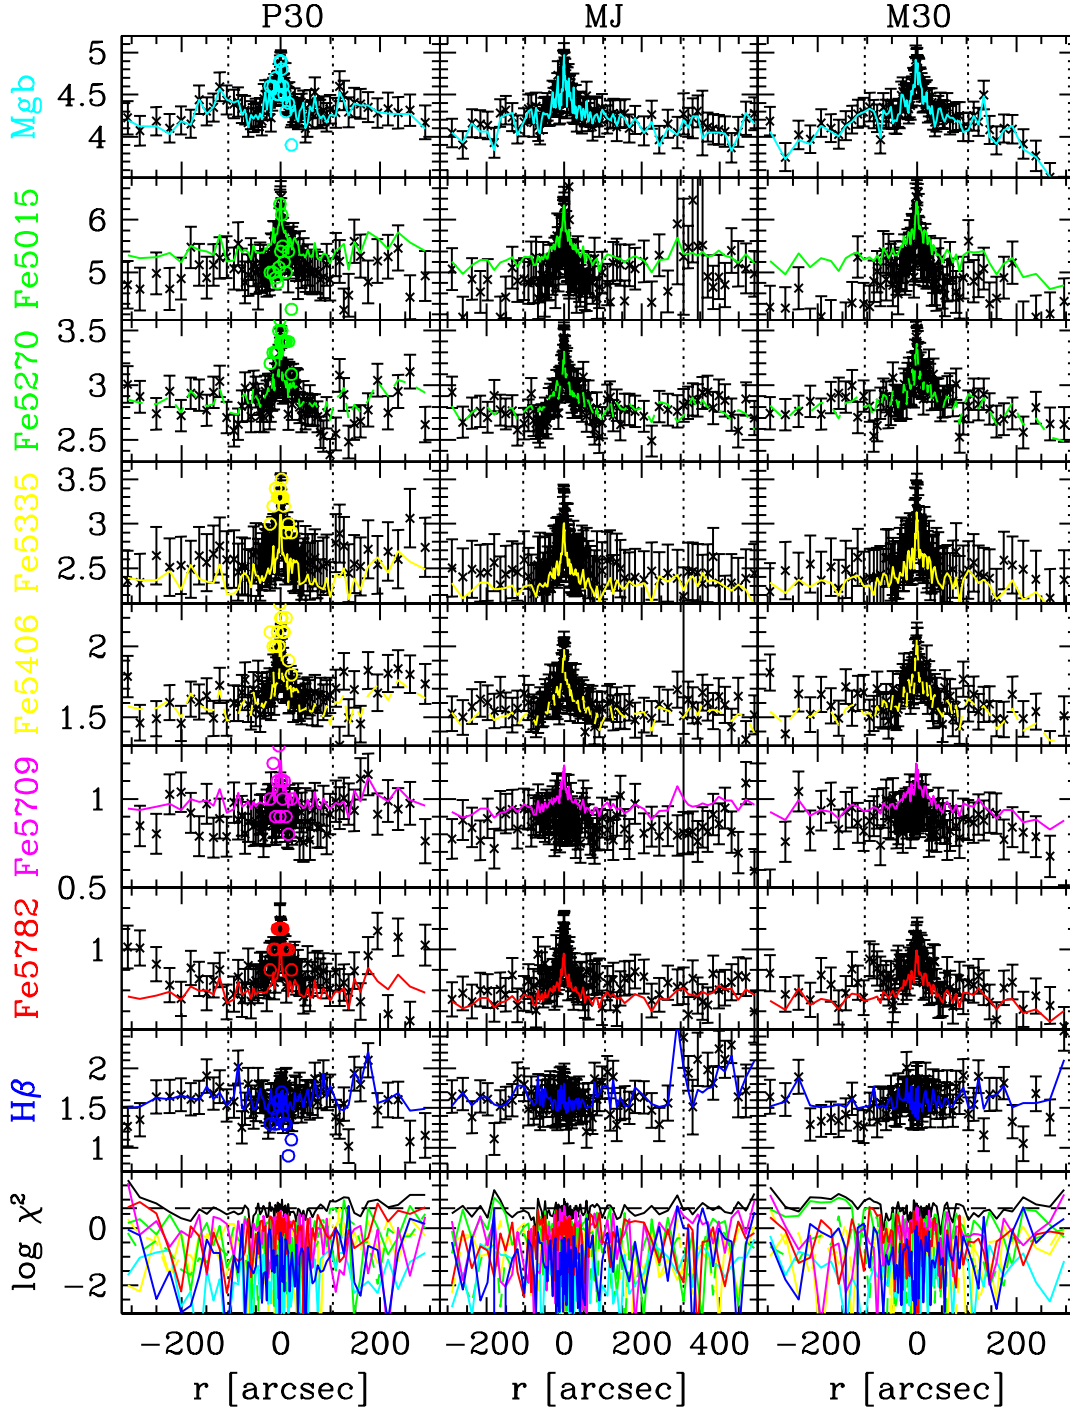 P30 MJ M30
Mgb
5
4.5
4
Fe5015
6
5
Fe5270
3.5
3
2.5
Fe5335
3.5
3
2.5
Fe5406
2
1.5
Fe5709
1
0.5
Fe5782
1
Hβ
2
1.5
1
log χ²
0
−2
−200 0 200 −200 0 200 400 −200 0 200
r [arcsec] r [arcsec] r [arcsec]